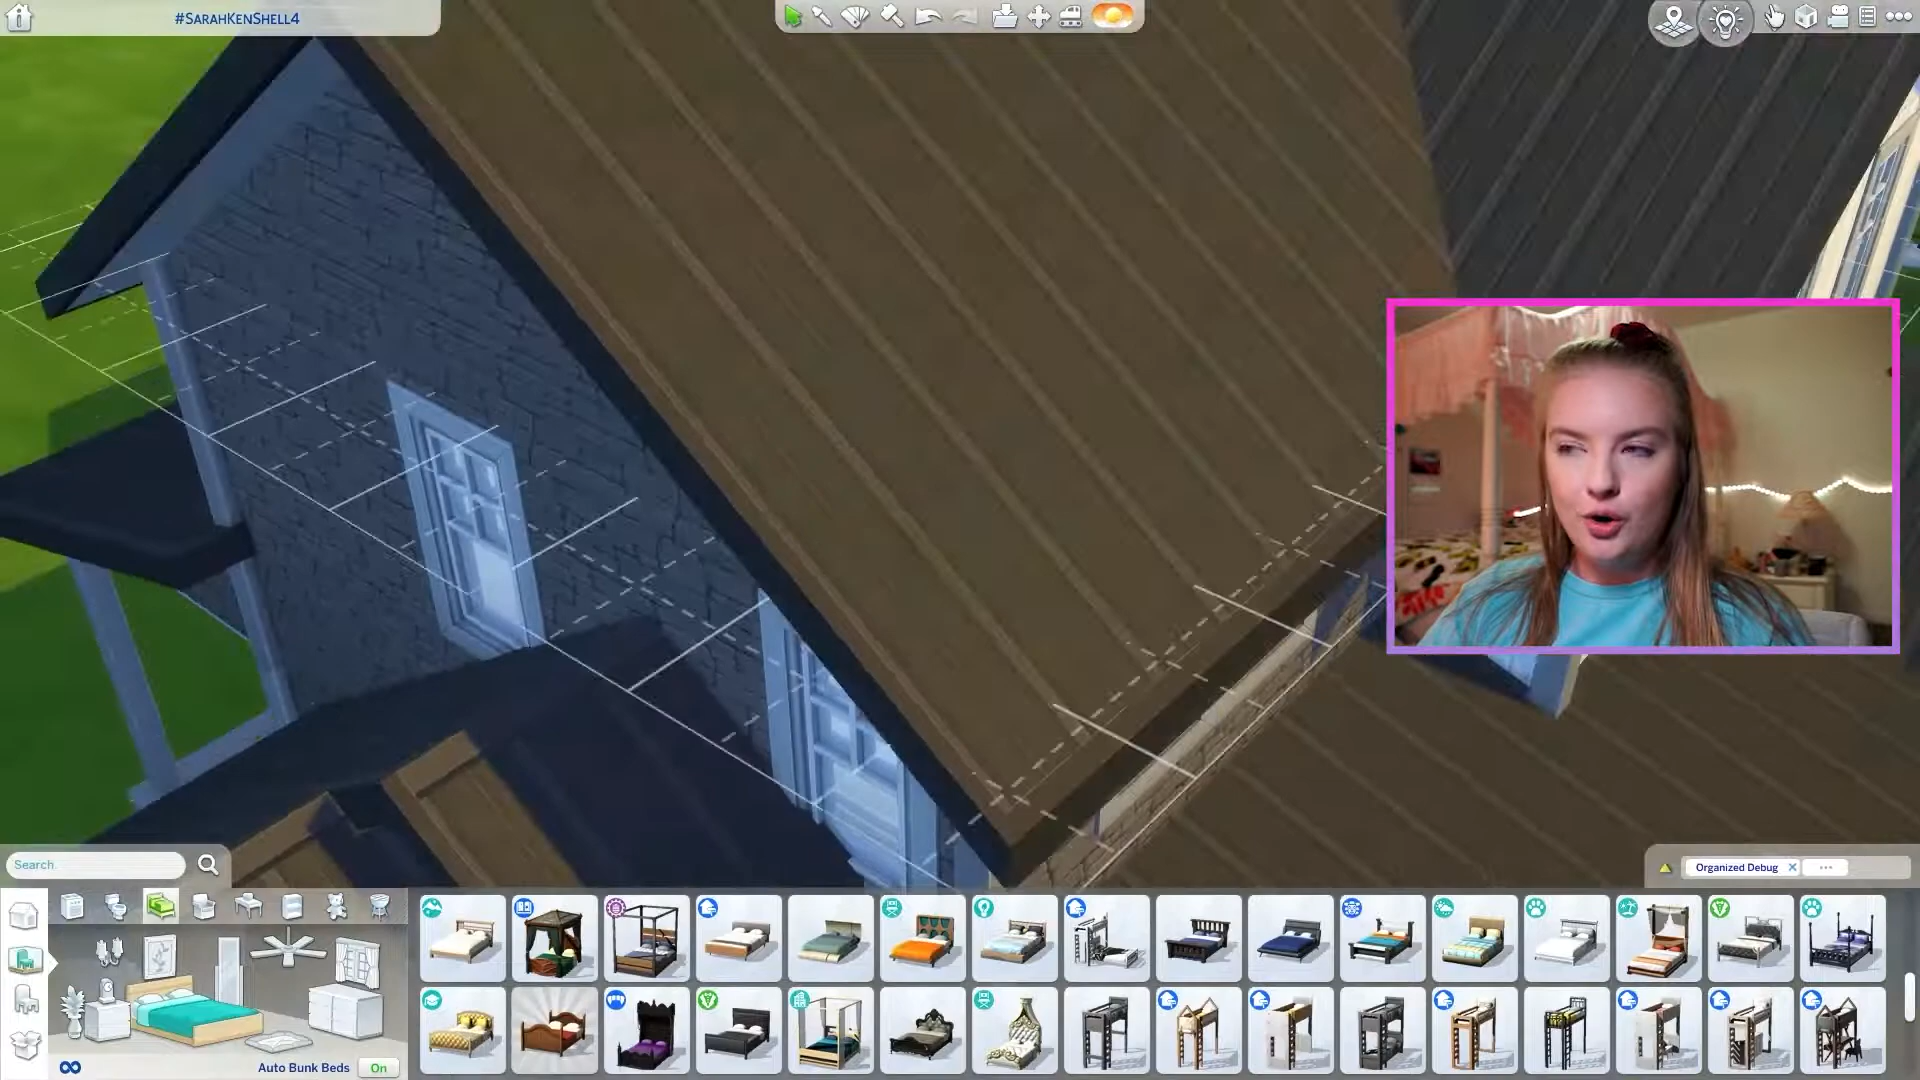 #SARAHKENSHELL4
Search
Organized Debug
Auto Bunk Beds
On